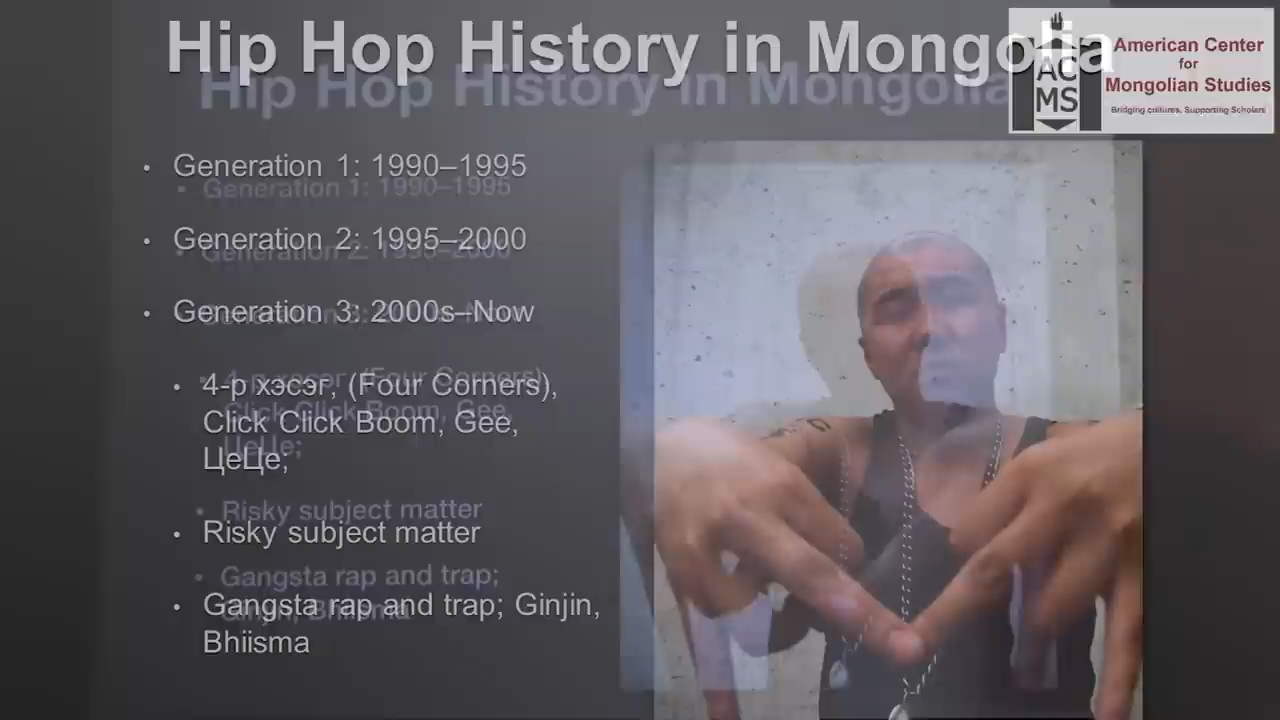 Hip Hop History in Mongolia
ACMS
American Center
for
Mongolian Studies
Bridging cultures, Supporting Scholars
• Generation 1: 1990–1995
• Generation 2: 1995–2000
• Generation 3: 2000s–Now
• 4-р хэсэг, (Four Corners),
Click Click Boom, Gee,
ЦеЦе;
• Risky subject matter
• Gangsta rap and trap; Ginjin,
Bhiisma